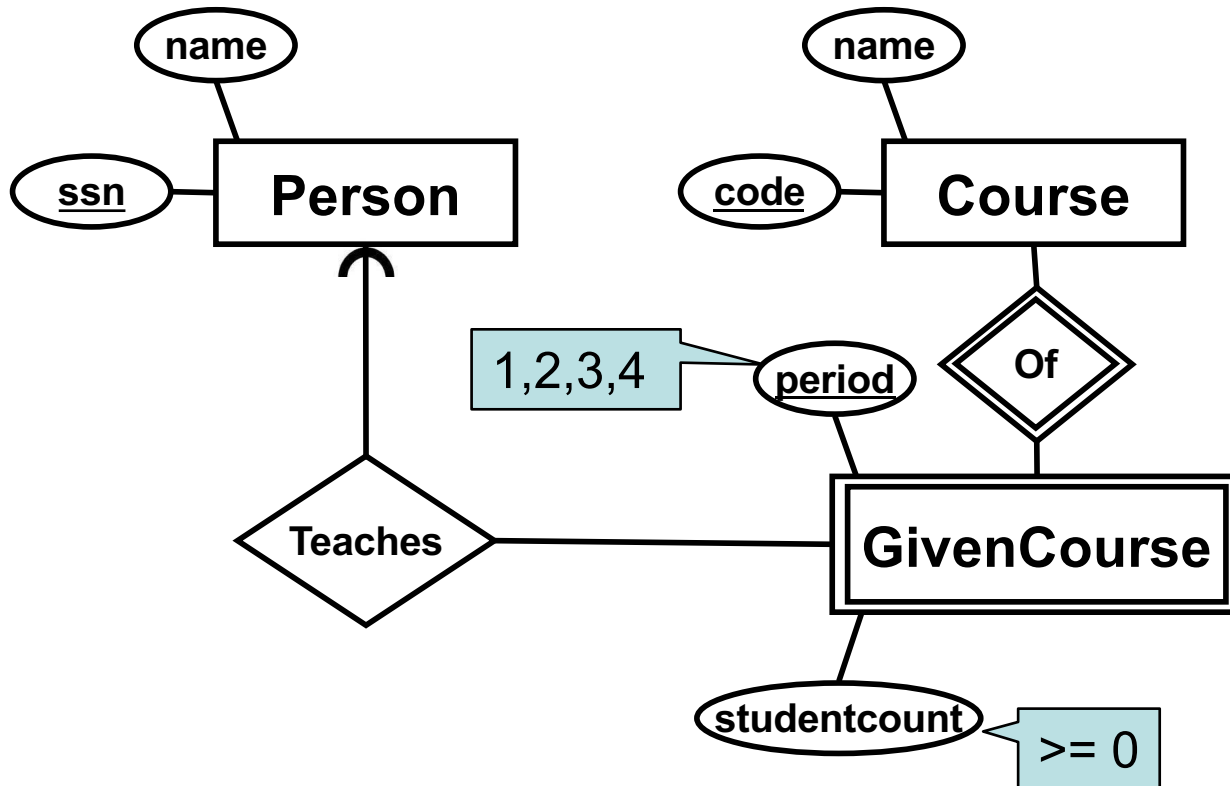 name
name
ssn
Person
code
Course
1,2,3,4
period
Of
Teaches
GivenCourse
studentcount
>= 0